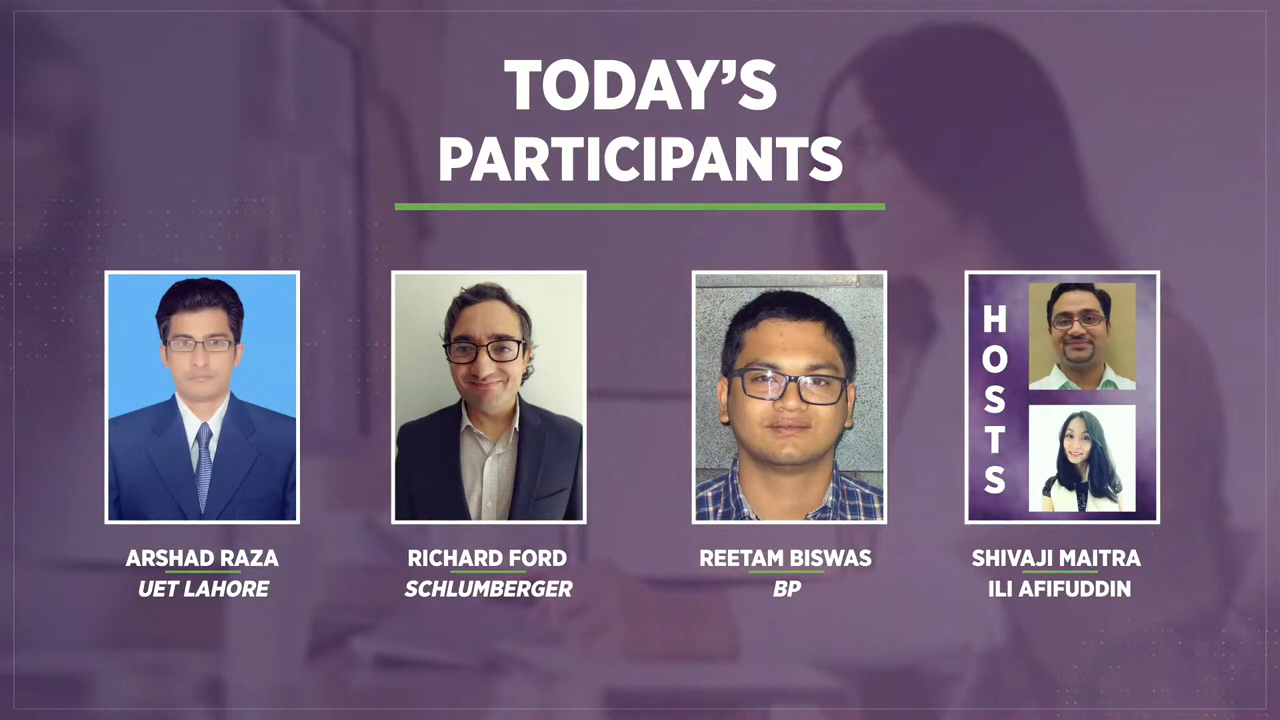 TODAY'S
PARTICIPANTS
HOSTS
ARSHAD RAZA
UET LAHORE
RICHARD FORD
SCHLUMBERGER
REETAM BISWAS
BP
SHIVAJI MAITRA
ILI AFIFUDDIN